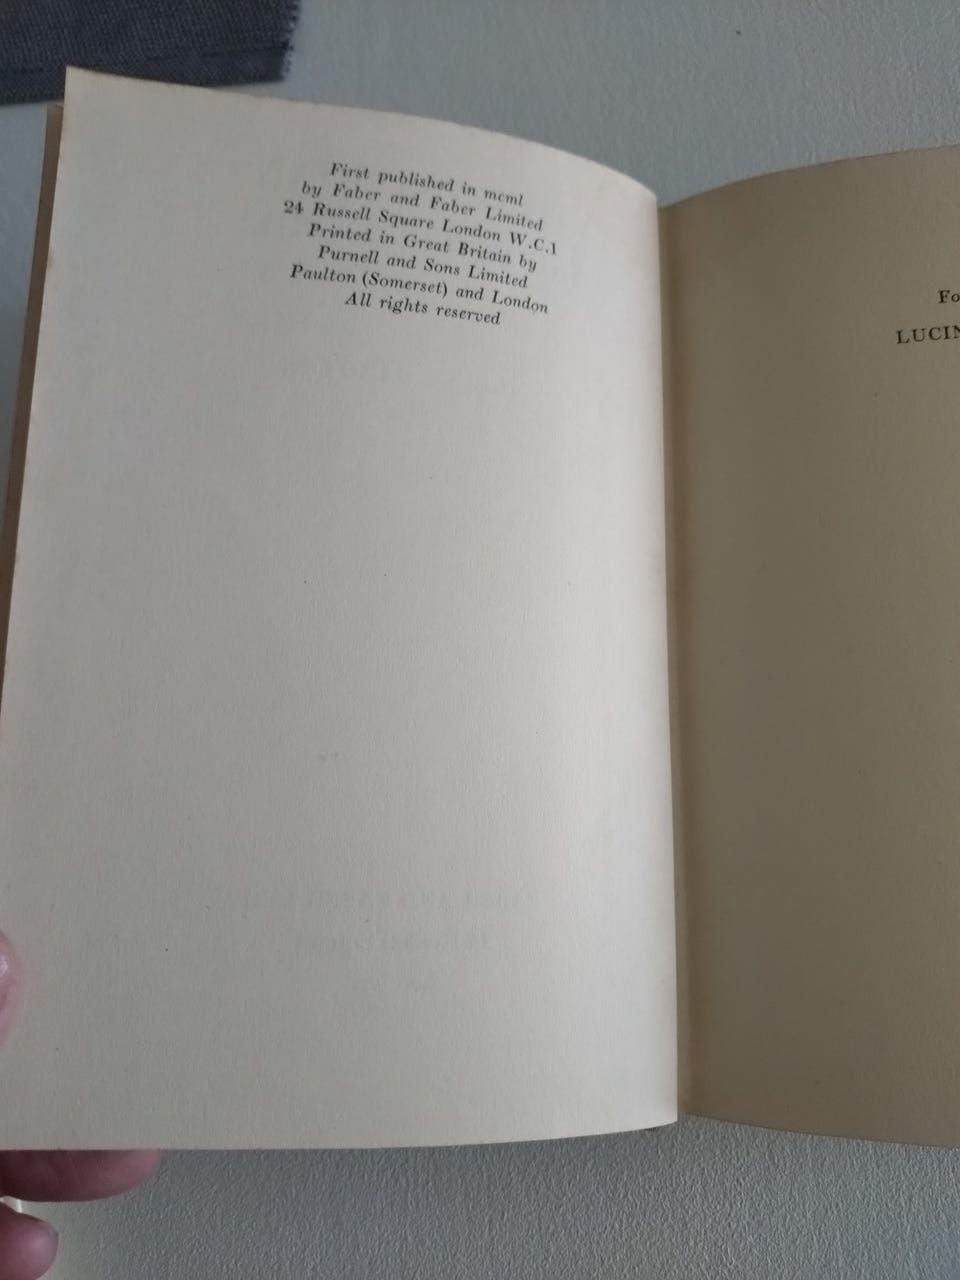 First published in mcml
by Faber and Faber Limited
24 Russell Square London W.C.1
Printed in Great Britain by
Purnell and Sons Limited
Paulton (Somerset) and London
All rights reserved